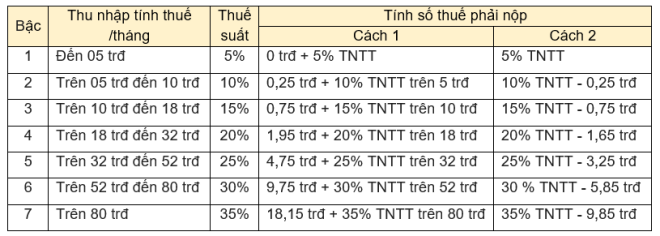 Bậc Thu nhập tính thuế /tháng Thuế suất Tính số thuế phải nộp
Cách 1 Cách 2
1 Đến 05 trđ 5% 0 trđ + 5% TNTT 5% TNTT
2 Trên 05 trđ đến 10 trđ 10% 0,25 trđ + 10% TNTT trên 5 trđ 10% TNTT - 0,25 trđ
3 Trên 10 trđ đến 18 trđ 15% 0,75 trđ + 15% TNTT trên 10 trđ 15% TNTT - 0,75 trđ
4 Trên 18 trđ đến 32 trđ 20% 1,95 trđ + 20% TNTT trên 18 trđ 20% TNTT - 1,65 trđ
5 Trên 32 trđ đến 52 trđ 25% 4,75 trđ + 25% TNTT trên 32 trđ 25% TNTT - 3,25 trđ
6 Trên 52 trđ đến 80 trđ 30% 9,75 trđ + 30% TNTT trên 52 trđ 30 % TNTT - 5,85 trđ
7 Trên 80 trđ 35% 18,15 trđ + 35% TNTT trên 80 trđ 35% TNTT - 9,85 trđ